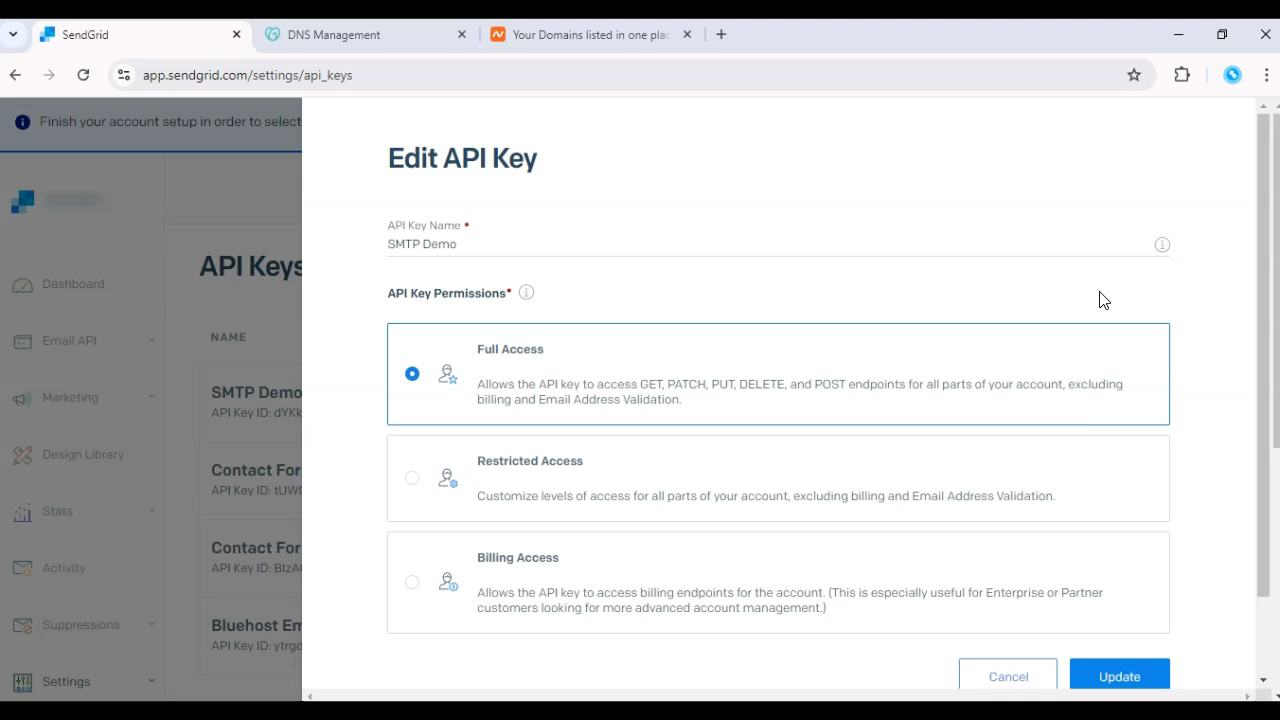 SendGrid
DNS Management
Your Domains listed in one plac
app.sendgrid.com/settings/api_keys
Finish your account setup in order to select
Edit API Key
API Key Name •
SMTP Demo
API Keys
API Key Permissions•
Dashboard
Email API
Marketing
Design Library
Stats
Activity
Suppressions
Settings
NAME
SMTP Demo
API Key ID: dYKk
Contact For
API Key ID: tUW
Contact For
API Key ID: BIzA
Bluehost Em
API Key ID: ytrgd
Full Access
Allows the API key to access GET, PATCH, PUT, DELETE, and POST endpoints for all parts of your account, excluding
billing and Email Address Validation.
Restricted Access
Customize levels of access for all parts of your account, excluding billing and Email Address Validation.
Billing Access
Allows the API key to access billing endpoints for the account. (This is especially useful for Enterprise or Partner
customers looking for more advanced account management.)
Cancel
Update